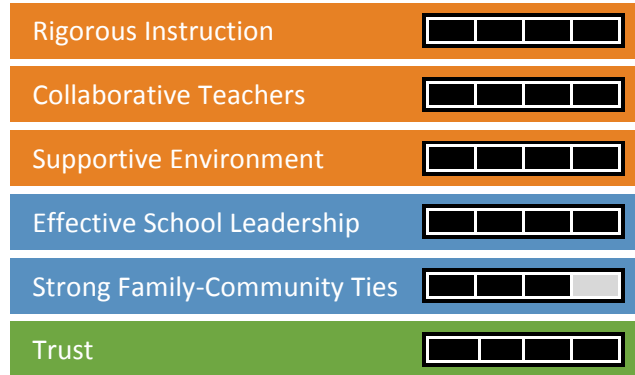 Rigorous Instruction
Collaborative Teachers
Supportive Environment
Effective School Leadership
Strong Family-Community Ties
Trust